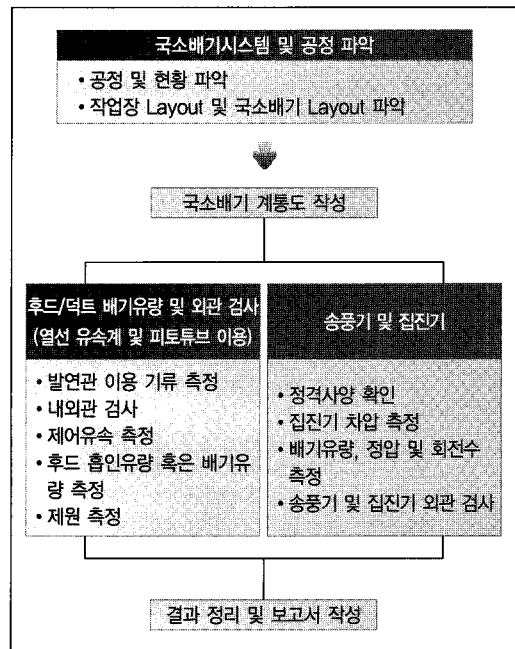 국소배기시스템 및 공정 파악
• 공정 및 현황 파악
• 작업장 Layout 및 국소배기 Layout 파악
국소배기 계통도 작성
후드/덕트 배기유량 및 외관 검사
(열선 유속계 및 피토튜브 이용)
• 발연관 이용 기류 측정
• 내외관 검사
• 제어유속 측정
• 후드 흡인유량 혹은 배기유
량 측정
• 제원 측정
송풍기 및 집진기
• 정격사양 확인
• 집진기 차압 측정
• 배기유량, 정압 및 회전수
측정
• 송풍기 및 집진기 외관 검사
결과 정리 및 보고서 작성